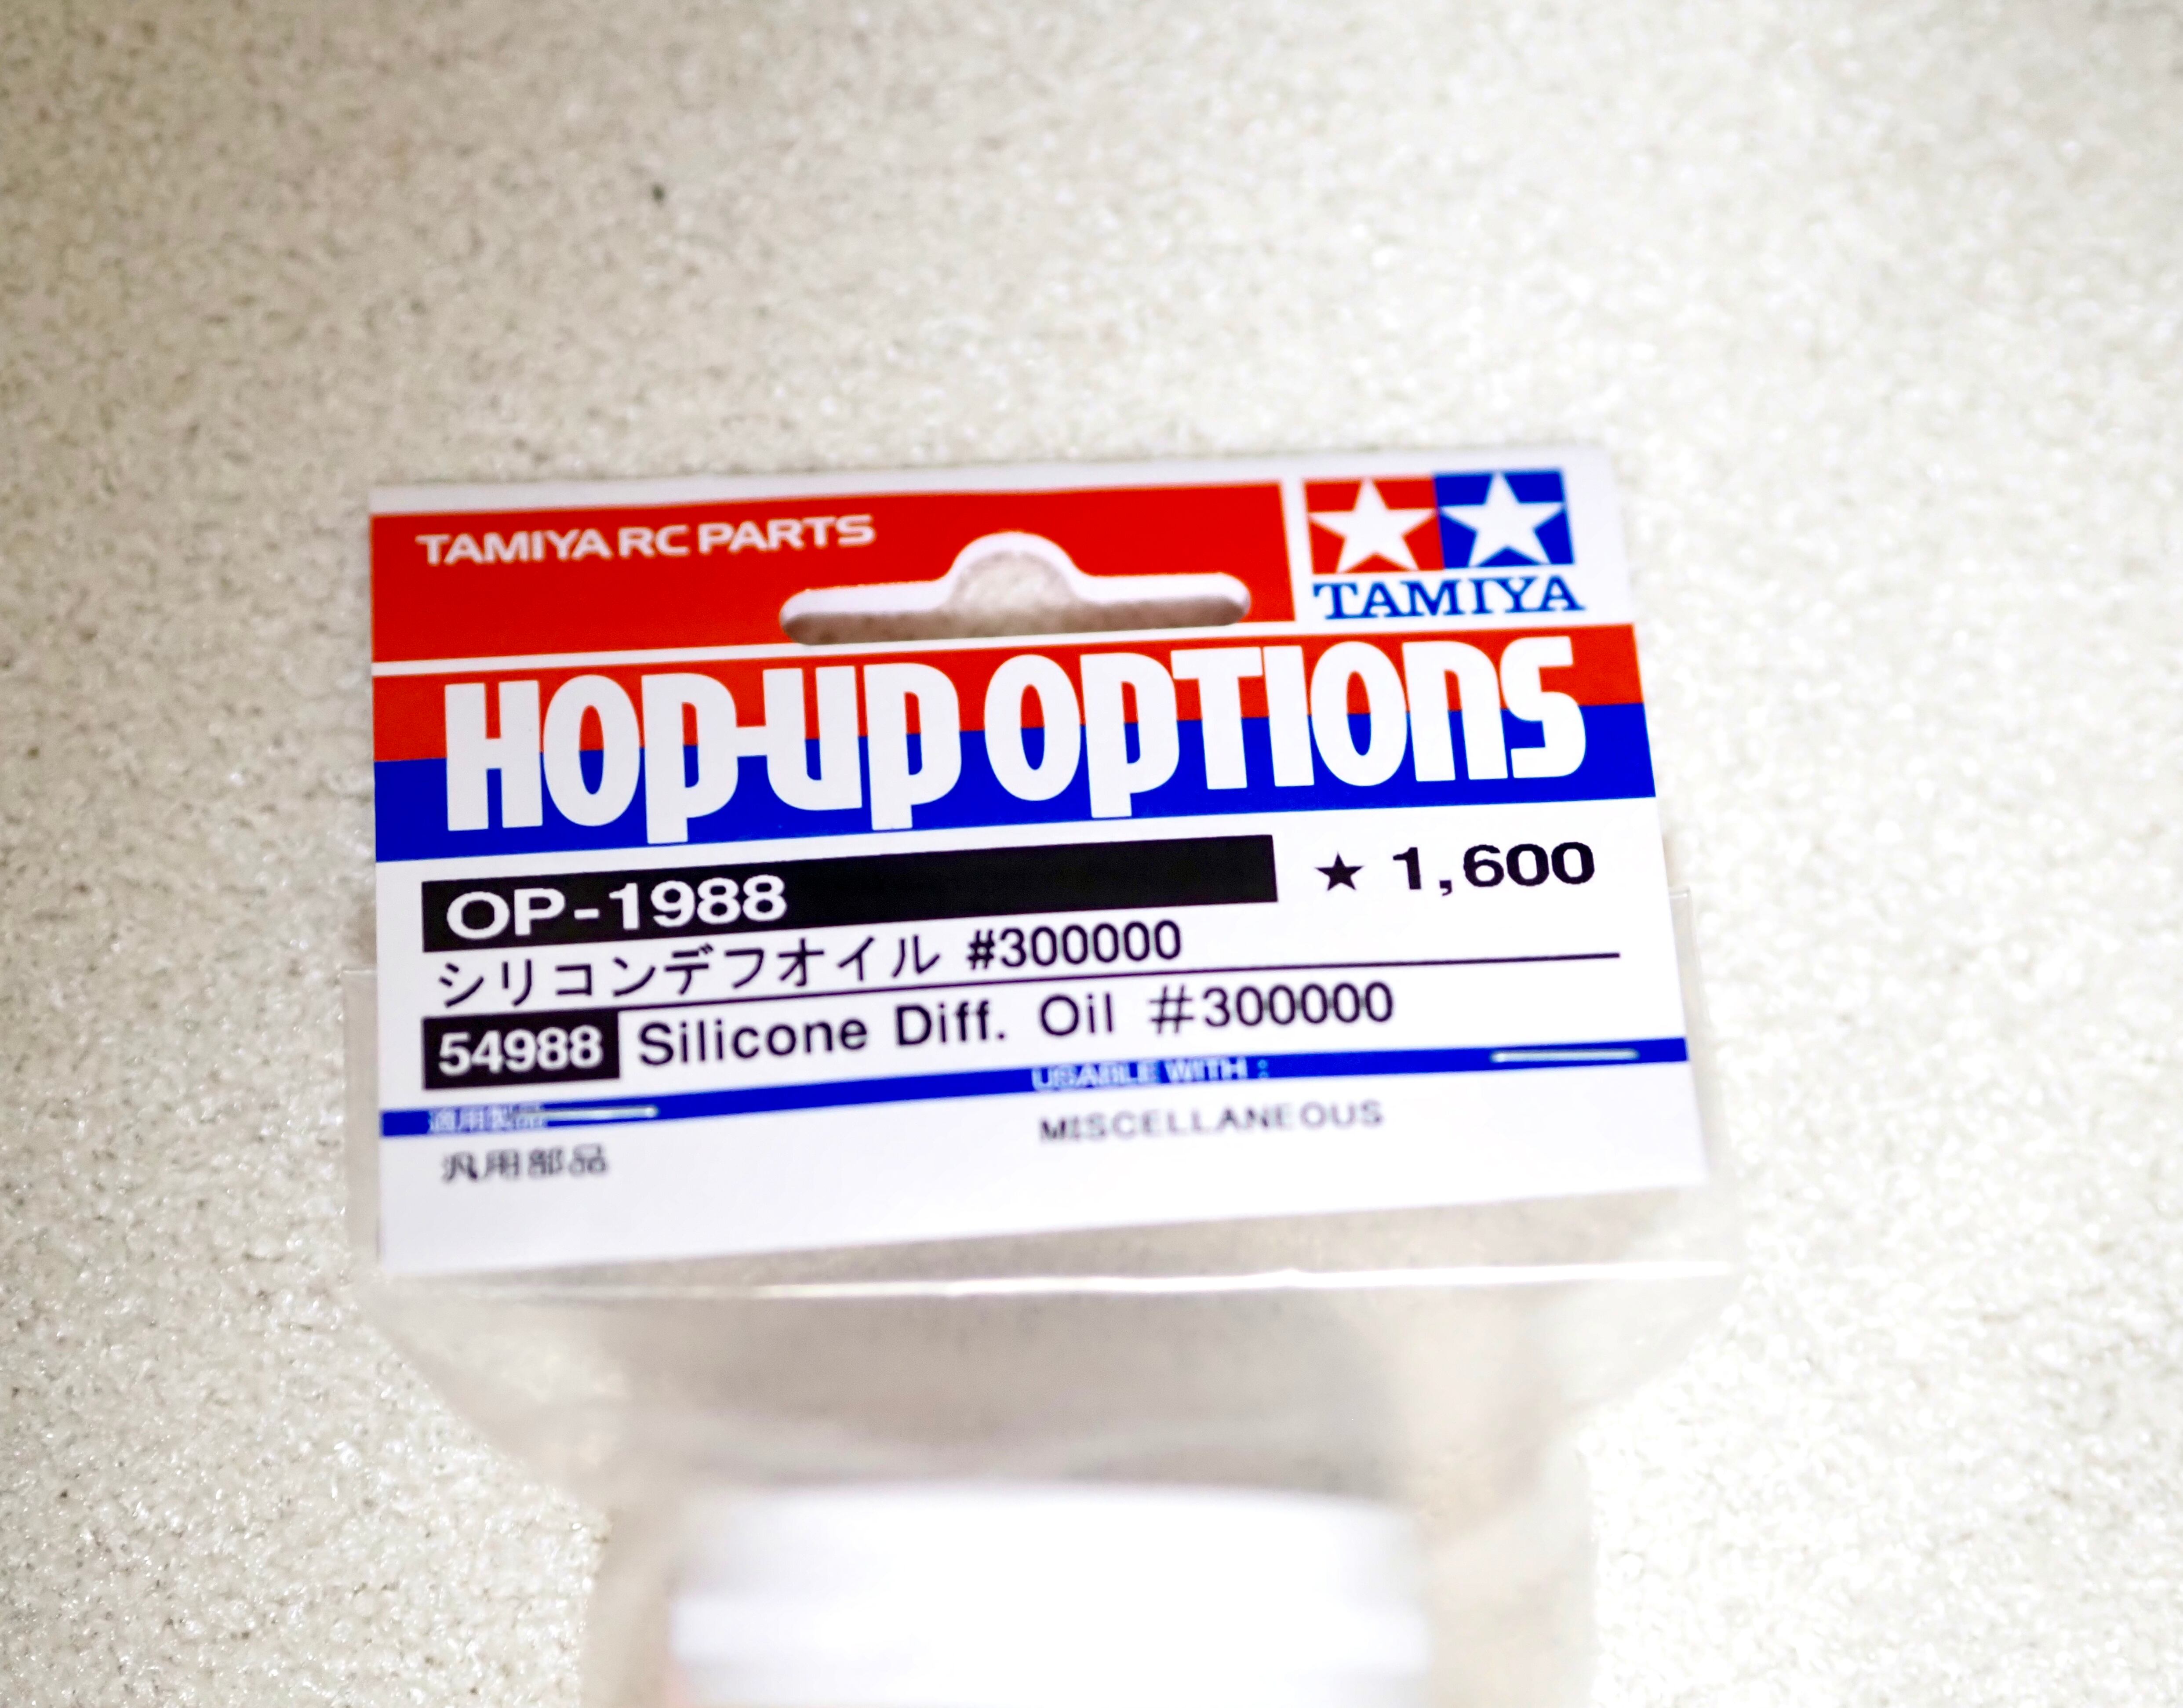 TAMIYA RC PARTS
TAMIYA
HOP-UP OPTIONS
OP-1988
★ 1,600
シリコンデフオイル #300000
54988 Silicone Diff. Oil #300000
適用製品 USABLE WITH :
汎用部品 MISCELLANEOUS